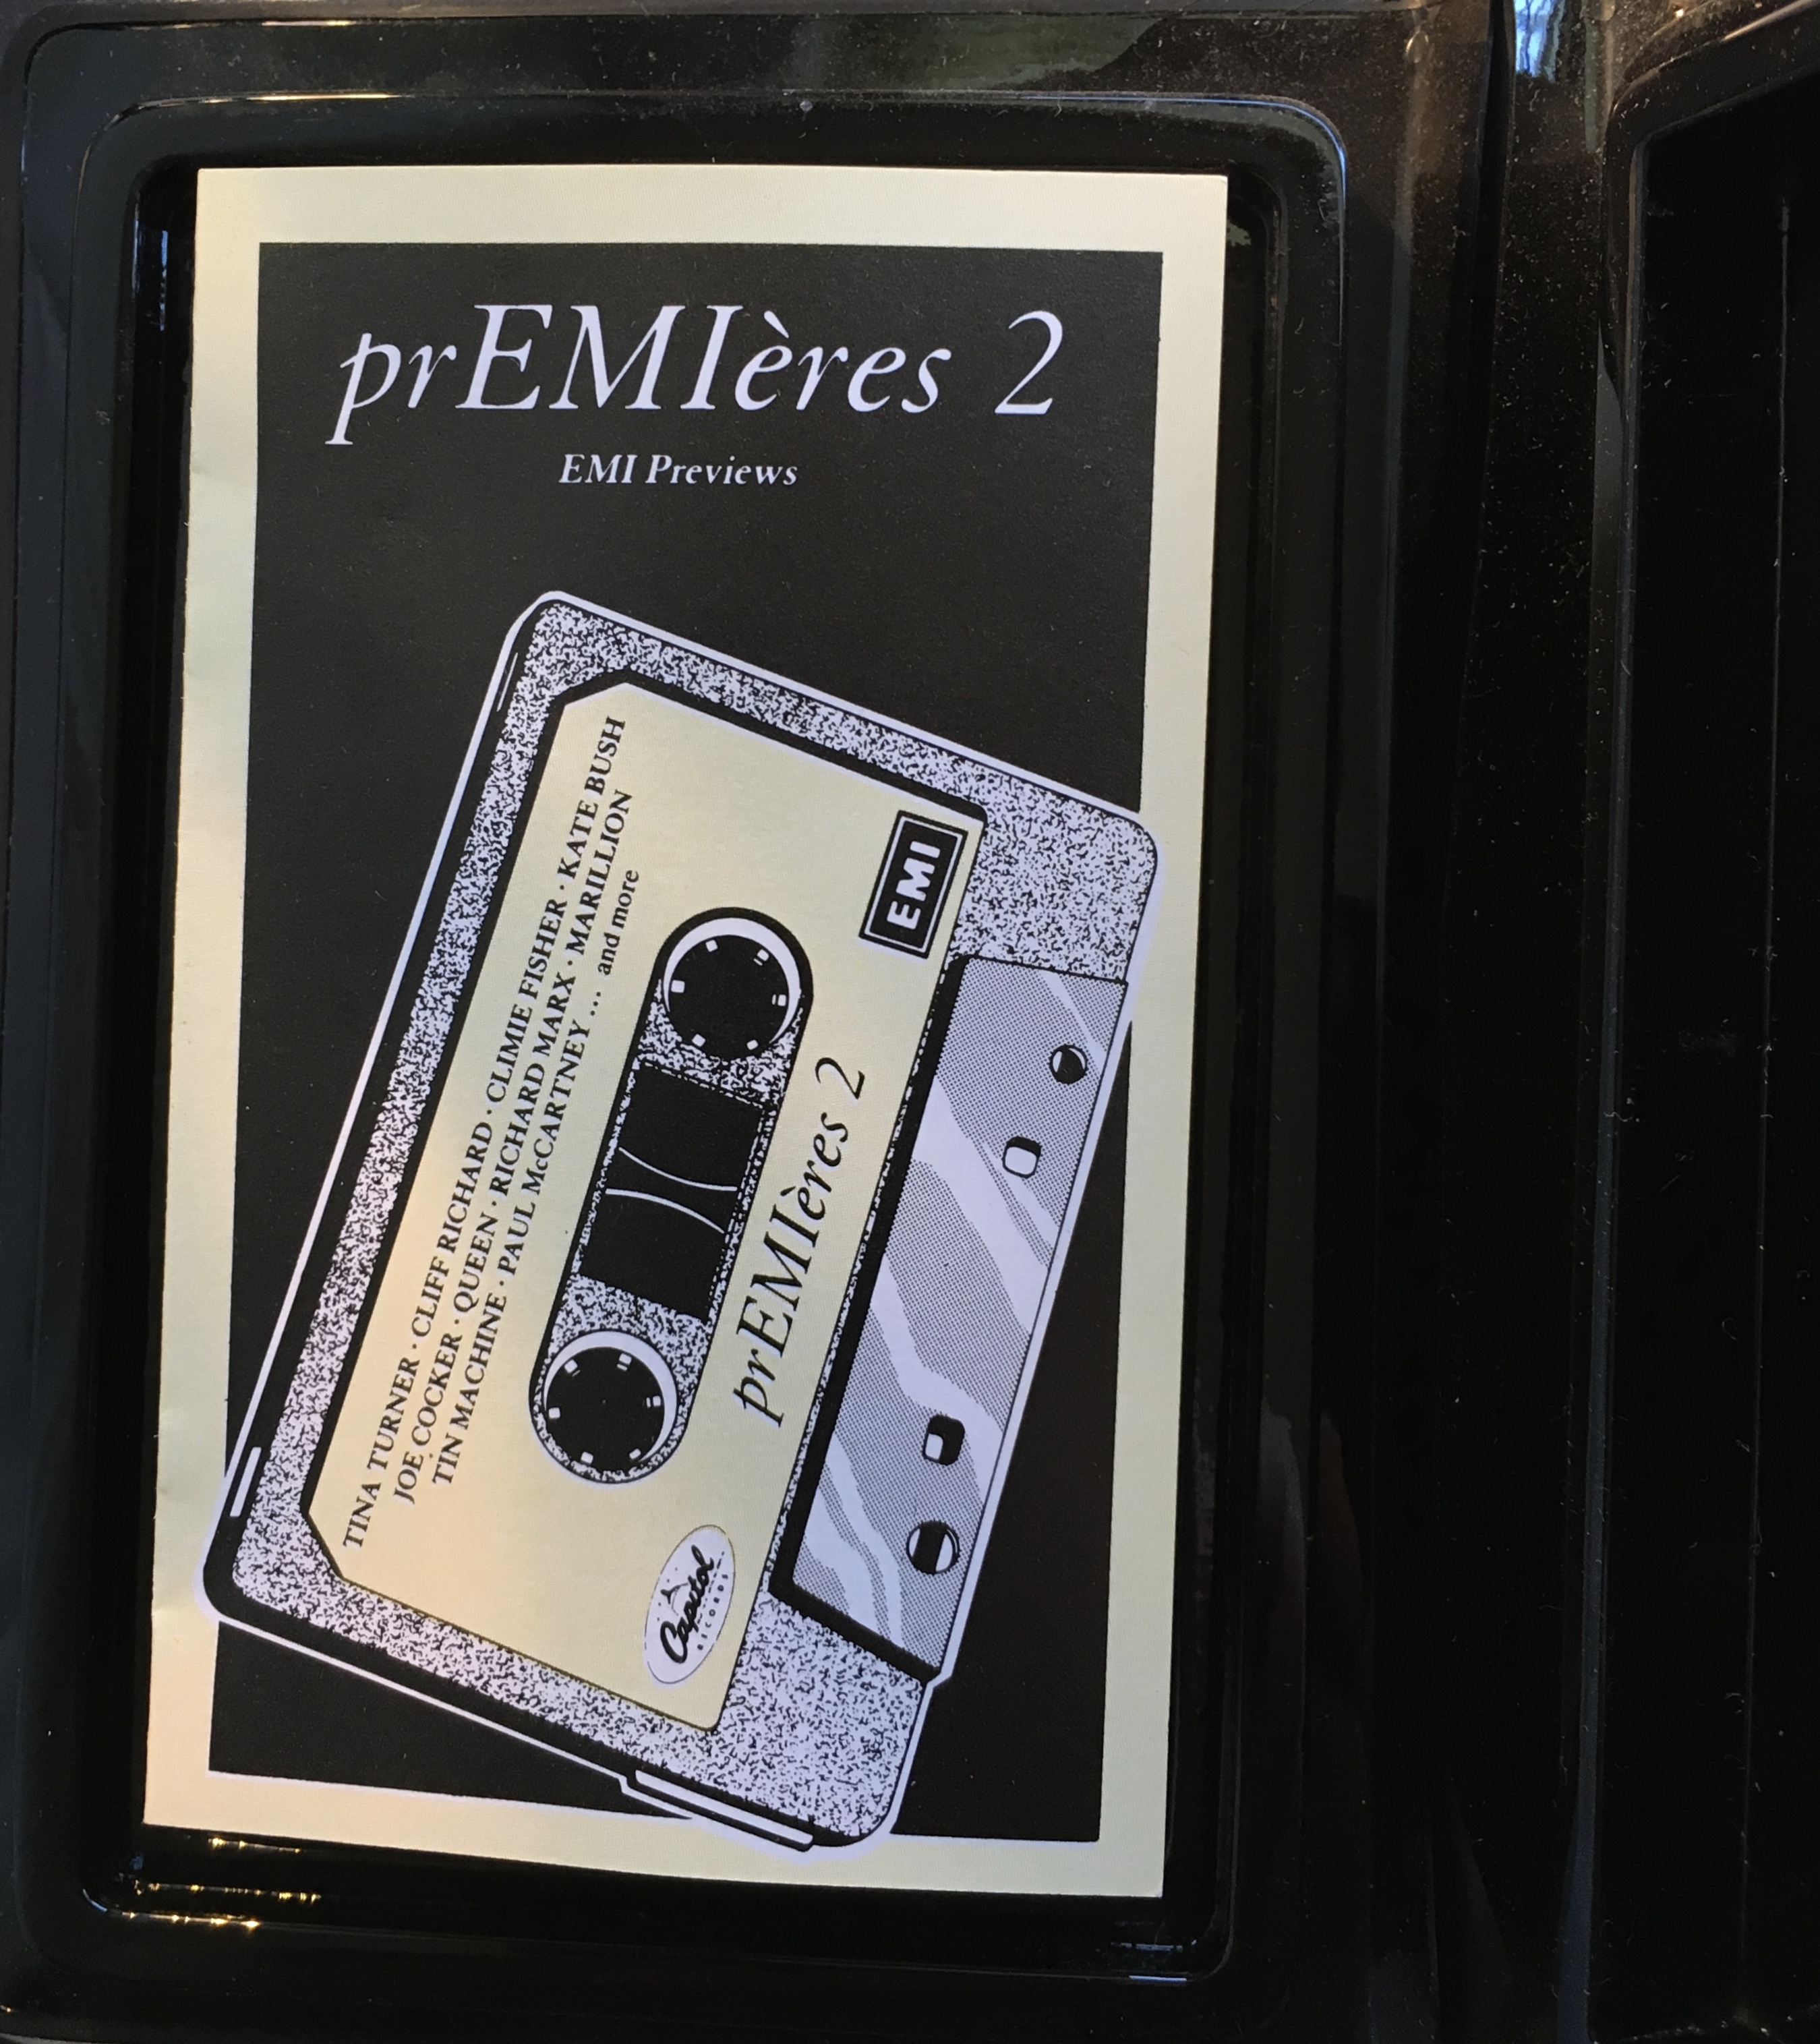 prEMIères 2
EMI Previews
TINA TURNER · CLIFF RICHARD · CLIMIE FISHER · KATE BUSH
JOE COCKER · QUEEN · RICHARD MARX · MARILLION
TIN MACHINE · PAUL McCARTNEY ... and more
EMI
prEMIères 2
Capitol
RECORDS